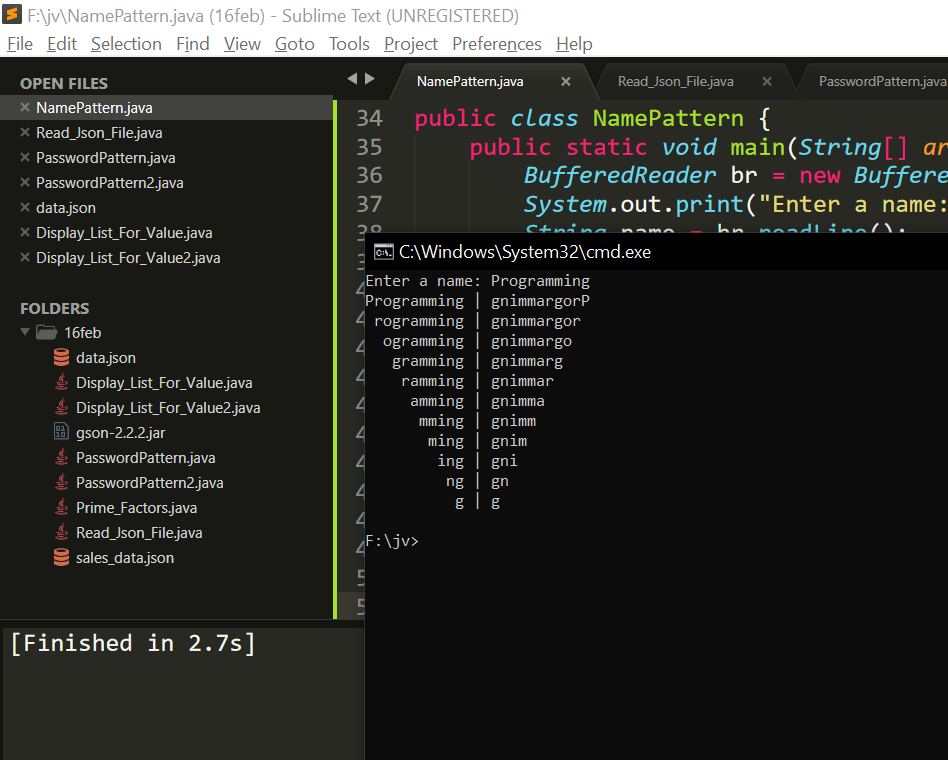 F:\jv\NamePattern.java (16feb) - Sublime Text (UNREGISTERED)
File Edit Selection Find View Goto Tools Project Preferences Help
OPEN FILES
NamePattern.java
Read_Json_File.java
PasswordPattern.java
PasswordPattern2.java
data.json
Display_List_For_Value.java
Display_List_For_Value2.java
FOLDERS
16feb
data.json
Display_List_For_Value.java
Display_List_For_Value2.java
gson-2.2.2.jar
PasswordPattern.java
PasswordPattern2.java
Prime_Factors.java
Read_Json_File.java
sales_data.json
[Finished in 2.7s]
NamePattern.java Read_Json_File.java PasswordPattern.java
34 public class NamePattern {
35 public static void main(String[] ar
36 BufferedReader br = new Buffere
37 System.out.print("Enter a name:
38 String name = br.readLine();
C:\Windows\System32\cmd.exe
Enter a name: Programming
Programming | gnimmargorP
rogramming | gnimmargor
ogramming | gnimmargo
gramming | gnimmarg
ramming | gnimmar
amming | gnimma
mming | gnimm
ming | gnim
ing | gni
ng | gn
g | g
F:\jv>